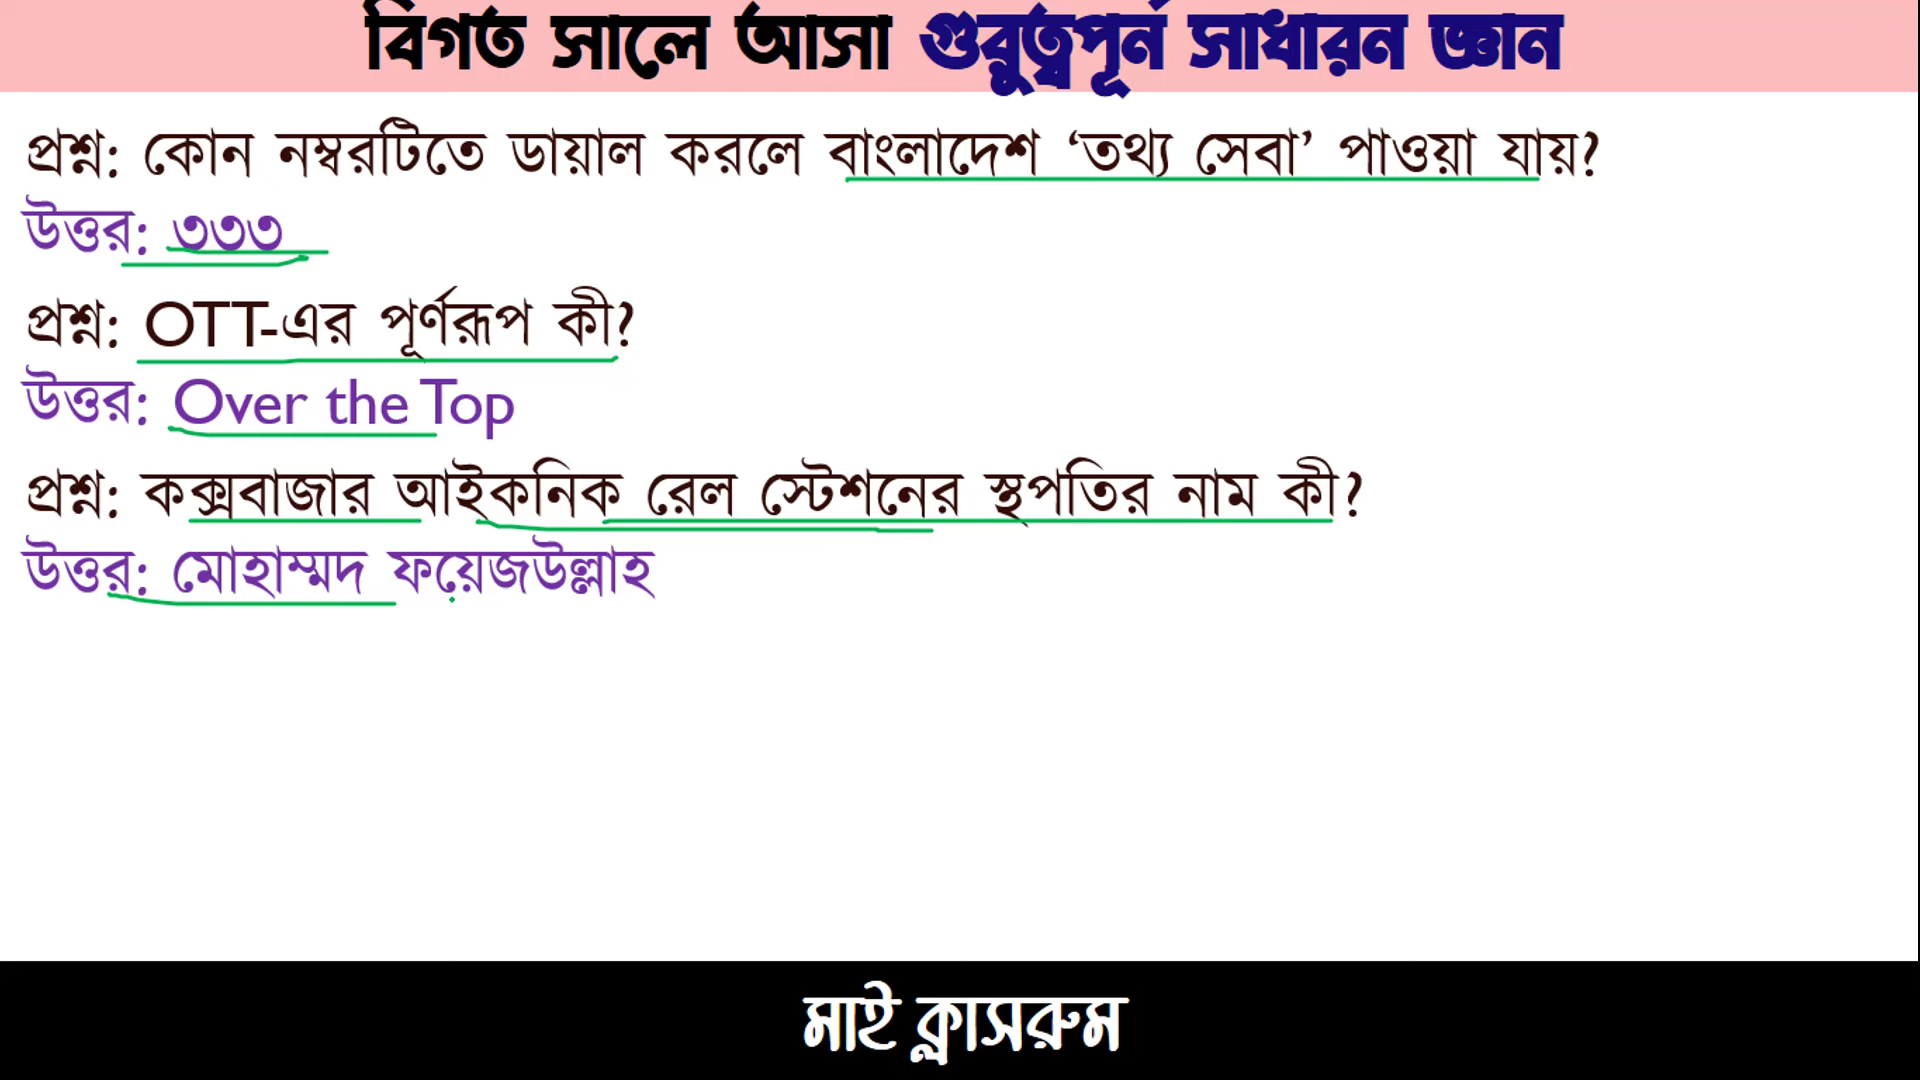 বিগত সালে আসা গুরুত্বপূর্ন সাধারন জ্ঞান
প্রশ্ন: কোন নম্বরটিতে ডায়াল করলে বাংলাদেশ ‘তথ্য সেবা’ পাওয়া যায়?
উত্তর: ৩৩৩
প্রশ্ন: OTT-এর পূর্ণরূপ কী?
উত্তর: Over the Top
প্রশ্ন: কক্সবাজার আইকনিক রেল স্টেশনের স্থপতির নাম কী?
উত্তর: মোহাম্মদ ফয়েজউল্লাহ
মাই ক্লাসরুম